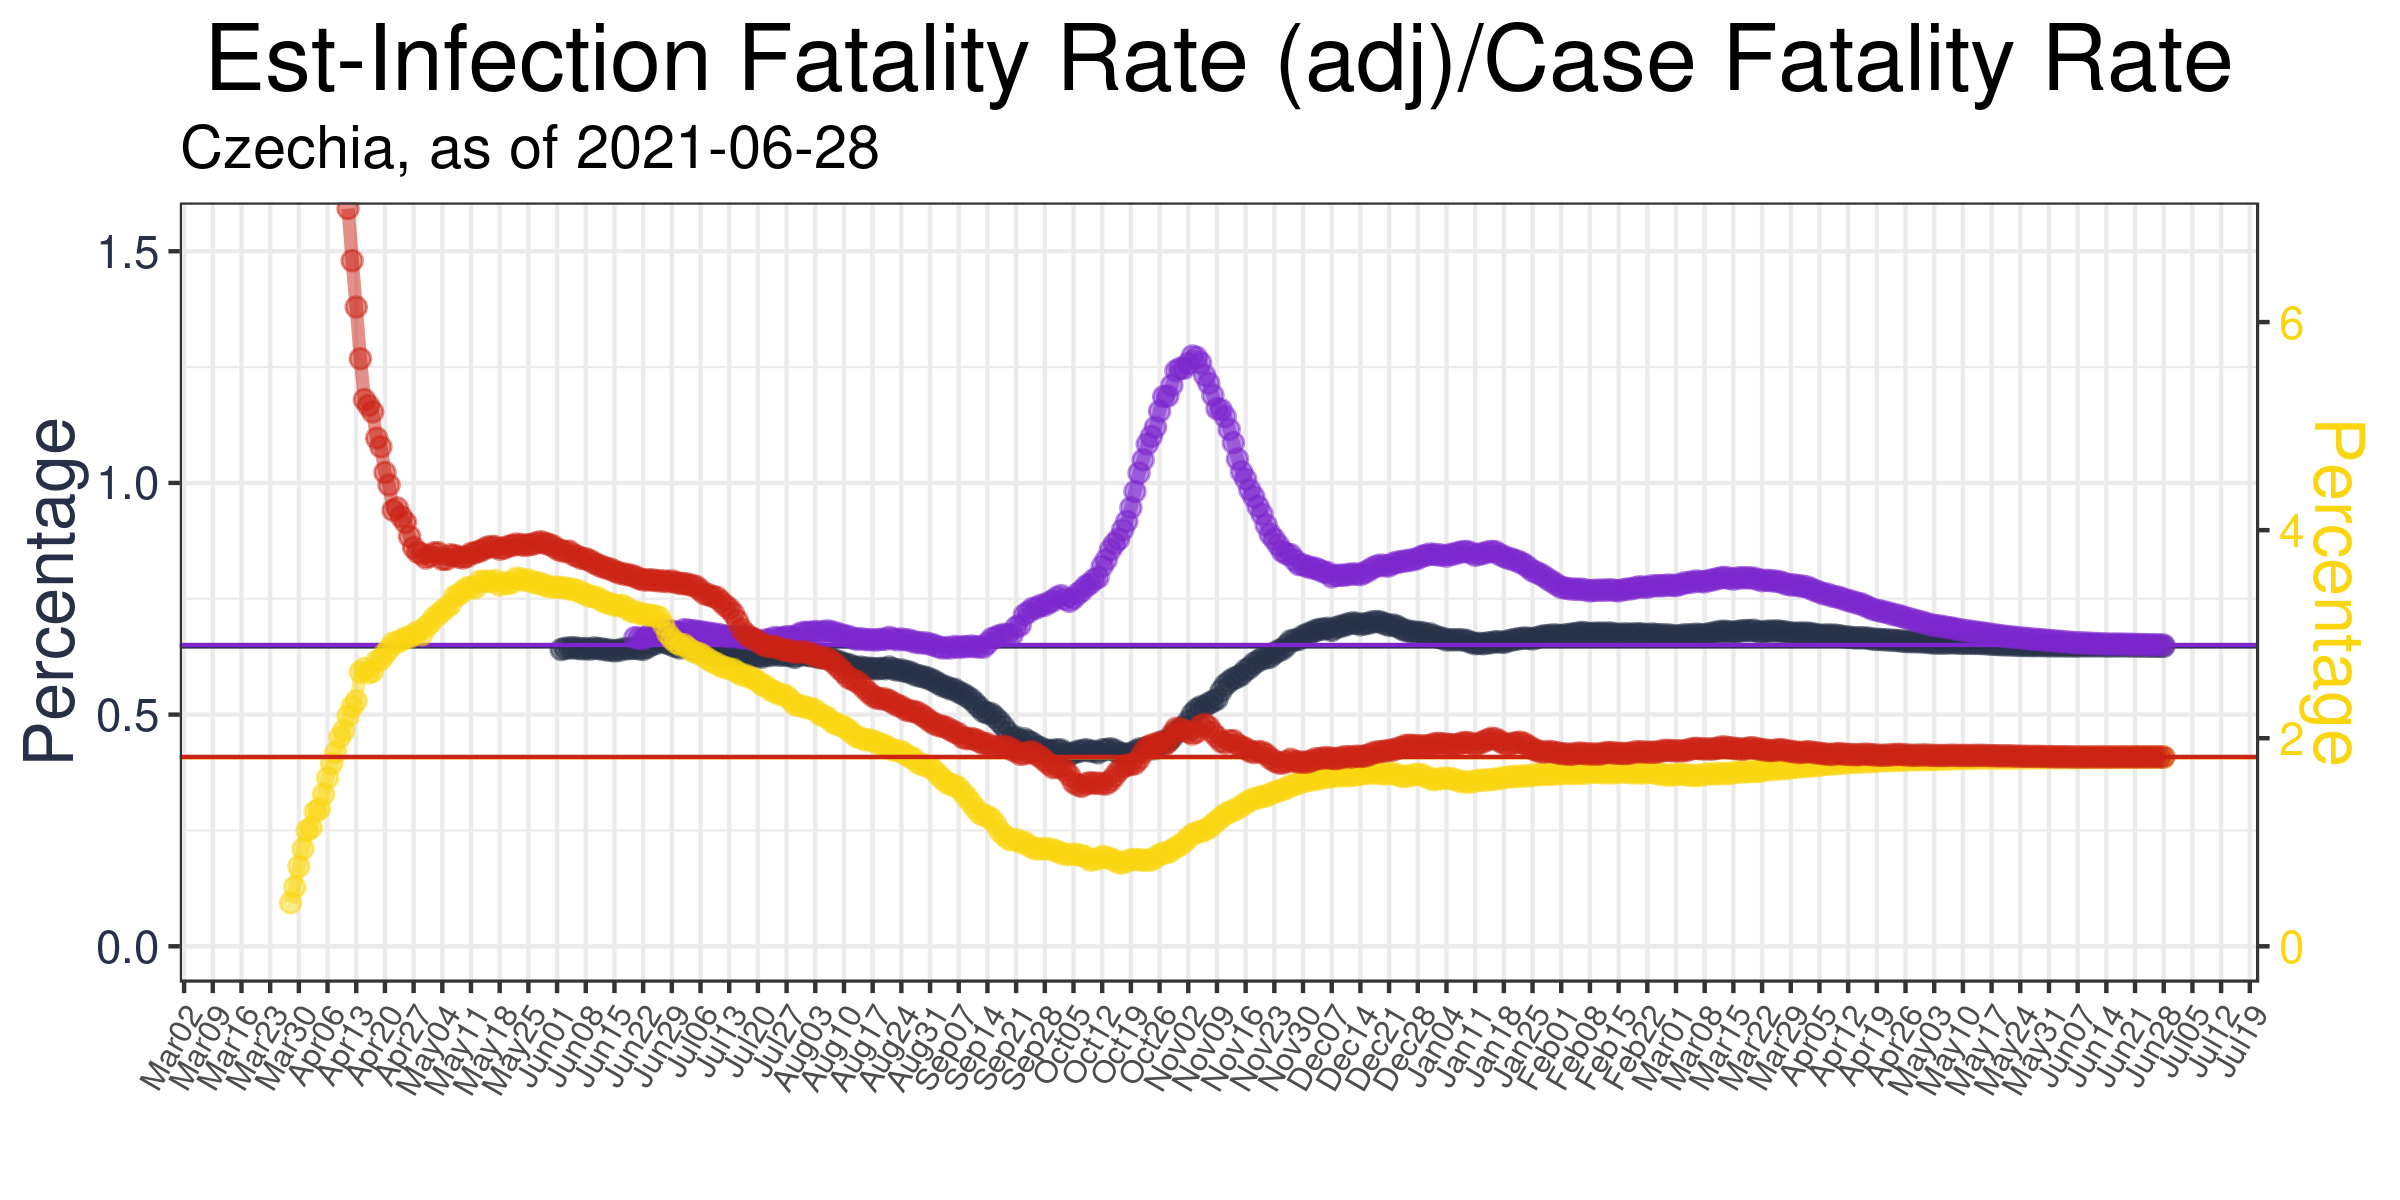 Est-Infection Fatality Rate (adj)/Case Fatality Rate
Czechia, as of 2021-06-28
Percentage
1.5
1.0
0.5
0.0
6
4
2
0
Percentage
Mar02
Mar09
Mar16
Mar23
Mar30
Apr06
Apr13
Apr20
Apr27
May04
May11
May18
May25
Jun01
Jun08
Jun15
Jun22
Jun29
Jul06
Jul13
Jul20
Jul27
Aug03
Aug10
Aug17
Aug24
Aug31
Sep07
Sep14
Sep21
Sep28
Oct05
Oct12
Oct19
Oct26
Nov02
Nov09
Nov16
Nov23
Nov30
Dec07
Dec14
Dec21
Dec28
Jan04
Jan11
Jan18
Jan25
Feb01
Feb08
Feb15
Feb22
Mar01
Mar08
Mar15
Mar22
Mar29
Apr05
Apr12
Apr19
Apr26
May03
May10
May17
May24
May31
Jun07
Jun14
Jun21
Jun28
Jul05
Jul12
Jul19